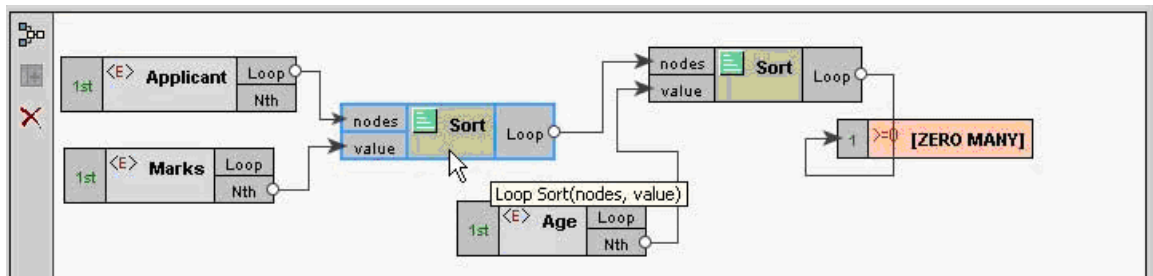 1st <E> Applicant Loop
Nth
nodes Sort Loop
value
1st <E> Marks Loop
Nth
nodes Sort Loop
value
1 >=0 [ZERO MANY]
Loop Sort(nodes, value)
1st <E> Age Loop
Nth